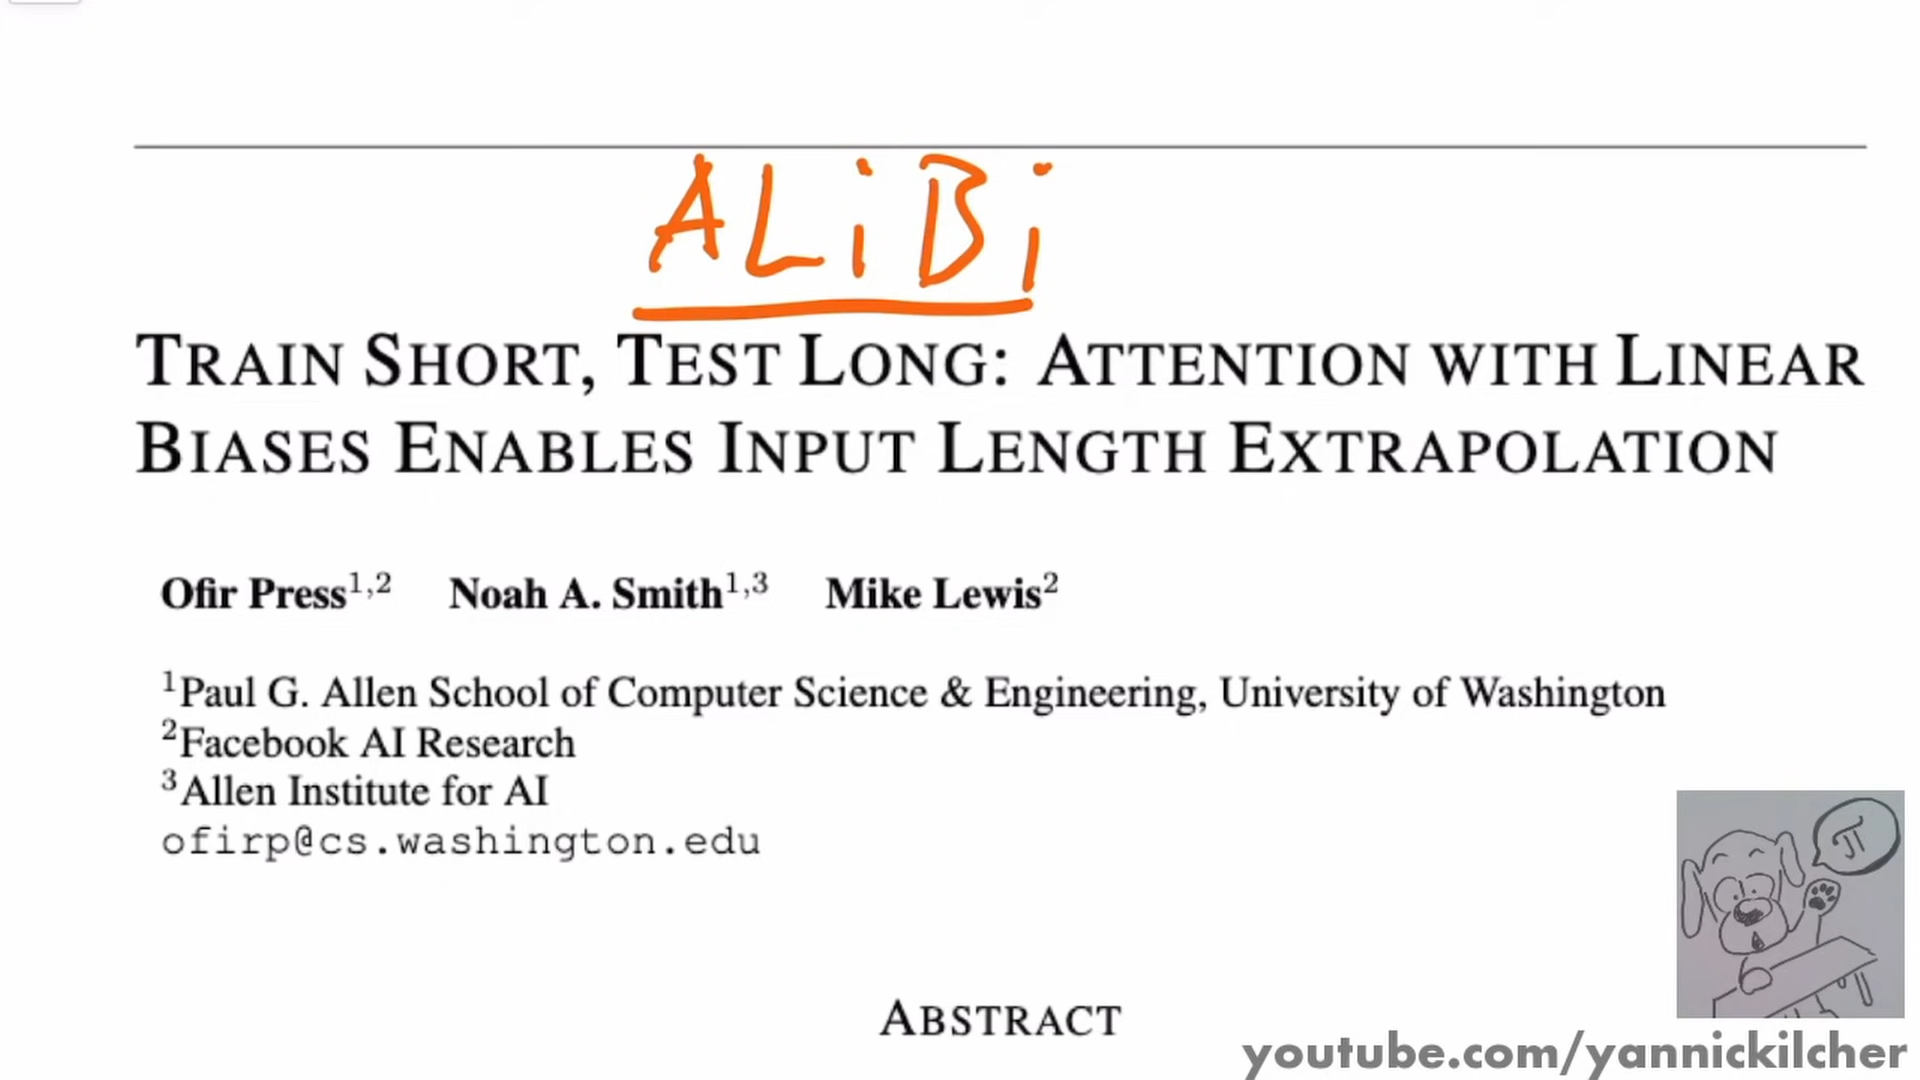 ALiBi
TRAIN SHORT, TEST LONG: ATTENTION WITH LINEAR
BIASES ENABLES INPUT LENGTH EXTRAPOLATION
Ofir Press1,2 Noah A. Smith1,3 Mike Lewis2
1Paul G. Allen School of Computer Science & Engineering, University of Washington
2Facebook AI Research
3Allen Institute for AI
ofirp@cs.washington.edu
π
ABSTRACT
youtube.com/yannickilcher